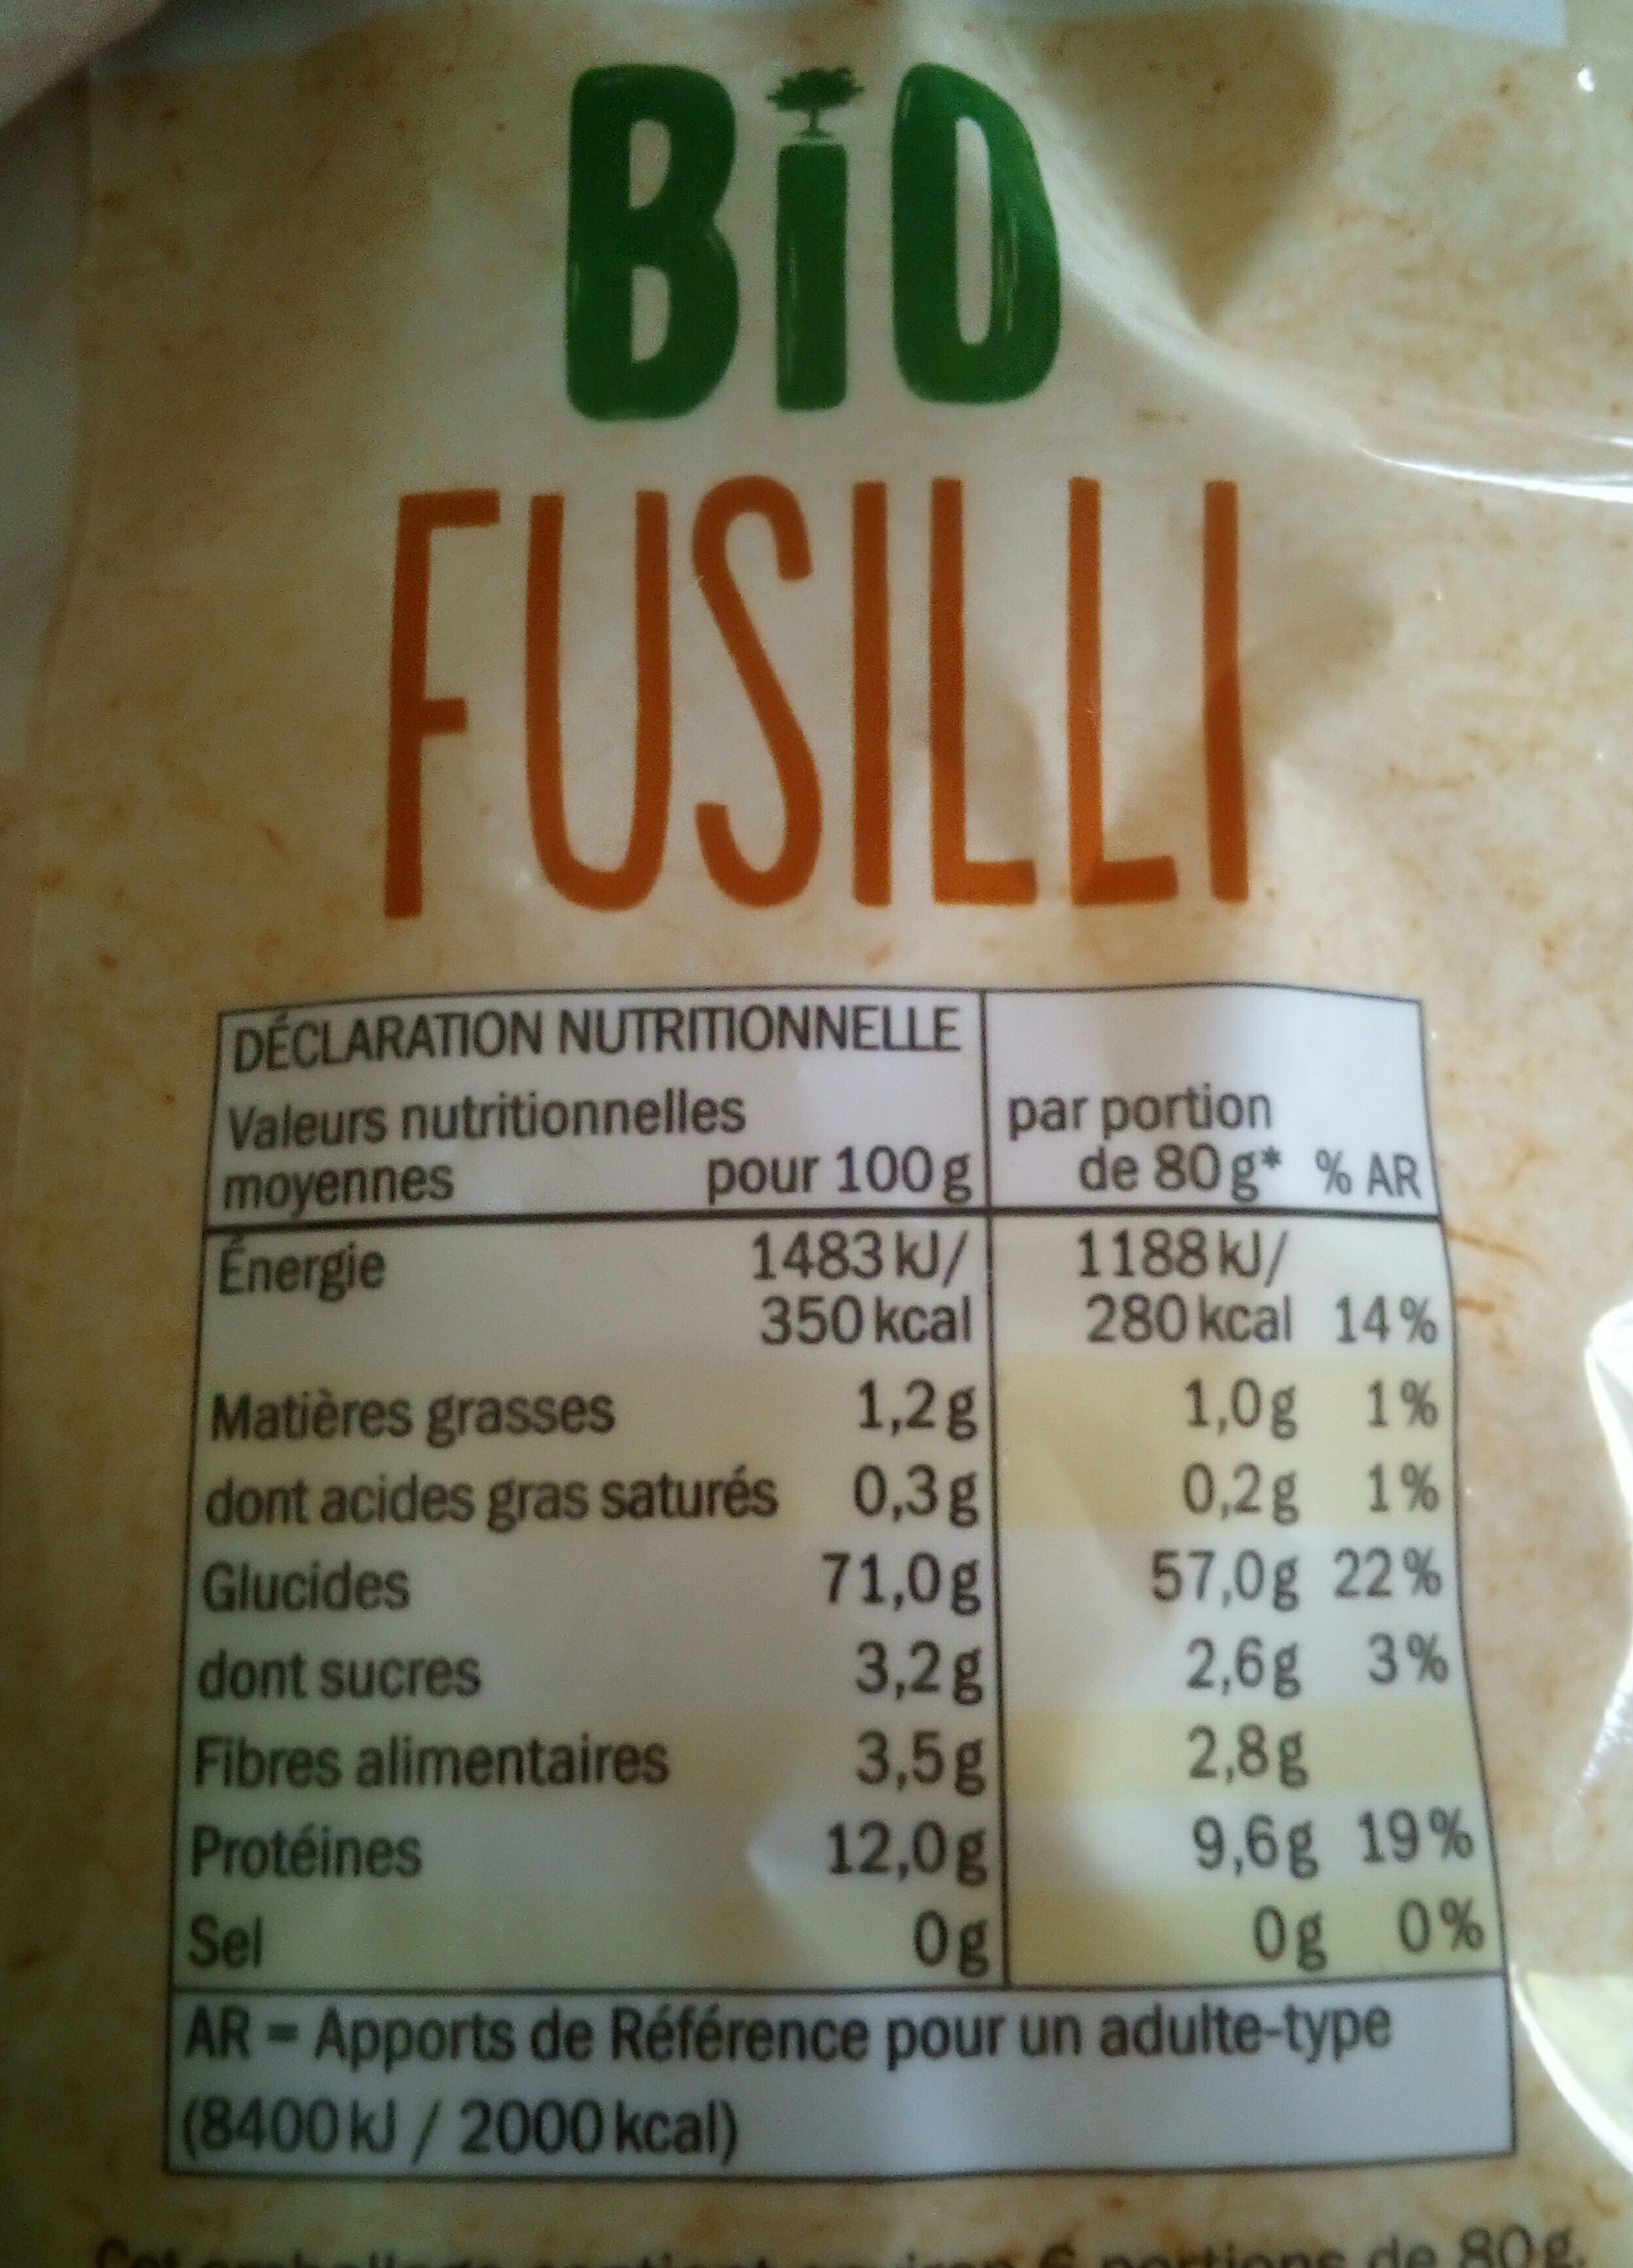 BiO
FUSILLI
DÉCLARATION NUTRITIONNELLE
Valeurs nutritionnelles
moyennes pour 100 g
par portion
de 80 g* % AR
Énergie 1483 kJ/ 1188 kJ/
350 kcal 280 kcal 14 %
Matières grasses 1,2 g 1,0 g 1 %
dont acides gras saturés 0,3 g 0,2 g 1 %
Glucides 71,0 g 57,0 g 22 %
dont sucres 3,2 g 2,6 g 3 %
Fibres alimentaires 3,5 g 2,8 g
Protéines 12,0 g 9,6 g 19 %
Sel 0 g 0 g 0 %
AR = Apports de Référence pour un adulte-type
(8400 kJ / 2000 kcal)
6 portions de 80 g.